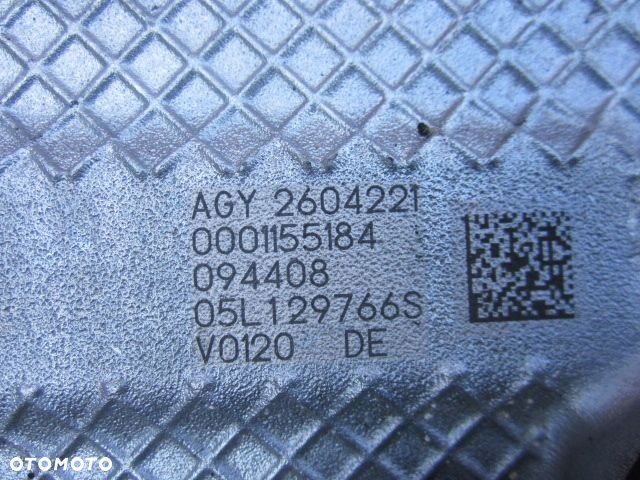 AGY 2604221
0001155184
094408
05L129766S
V0120 DE
OTOMOTO